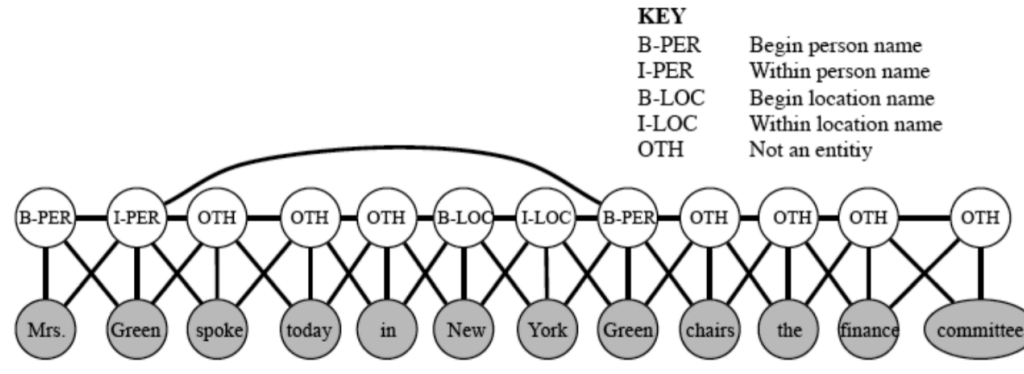 KEY
B-PER Begin person name
I-PER Within person name
B-LOC Begin location name
I-LOC Within location name
OTH Not an entitiy
B-PER I-PER OTH OTH OTH B-LOC I-LOC B-PER OTH OTH OTH OTH
Mrs. Green spoke today in New York Green chairs the finance committee